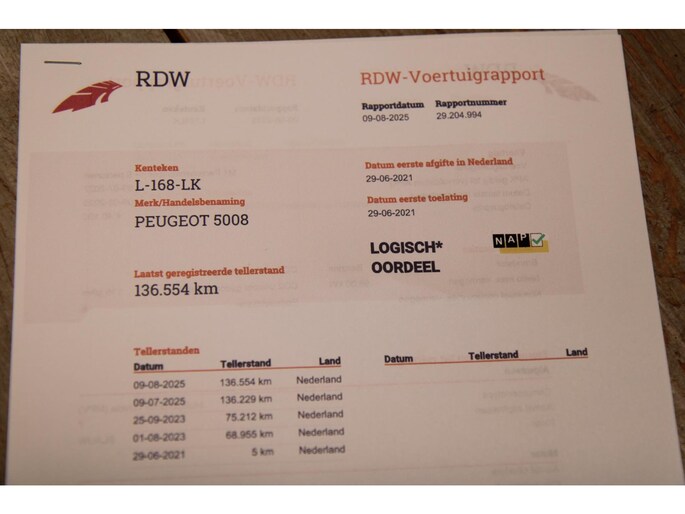 RDW
RDW-Voertuigrapport
Rapportdatum Rapportnummer
09-08-2025 29.204.994
Kenteken
L-168-LK
Merk/Handelsbenaming
PEUGEOT 5008
Datum eerste afgifte in Nederland
29-06-2021
Datum eerste toelating
29-06-2021
LOGISCH*
OORDEEL
NAP
Laatst geregistreerde tellerstand
136.554 km
Tellerstanden
Datum Tellerstand Land
09-08-2025 136.554 km Nederland
09-07-2025 136.229 km Nederland
25-09-2023 75.212 km Nederland
01-08-2023 68.955 km Nederland
29-06-2021 5 km Nederland
Datum Tellerstand Land